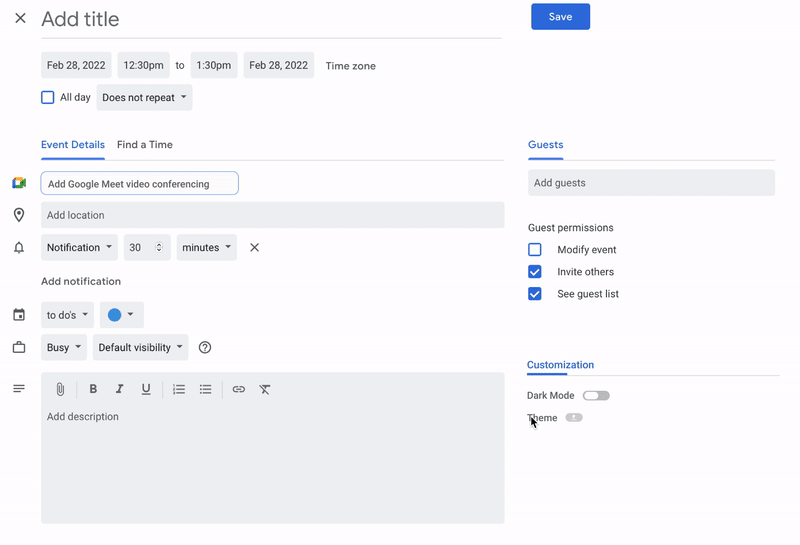 Add title
Save
Feb 28, 2022 12:30pm to 1:30pm Feb 28, 2022 Time zone
All day Does not repeat
Event Details Find a Time
Guests
Add Google Meet video conferencing
Add guests
Add location
Guest permissions
Notification 30 minutes
Modify event
Invite others
Add notification
See guest list
to do's
Busy Default visibility
Customization
B I U
Dark Mode
Add description
Theme